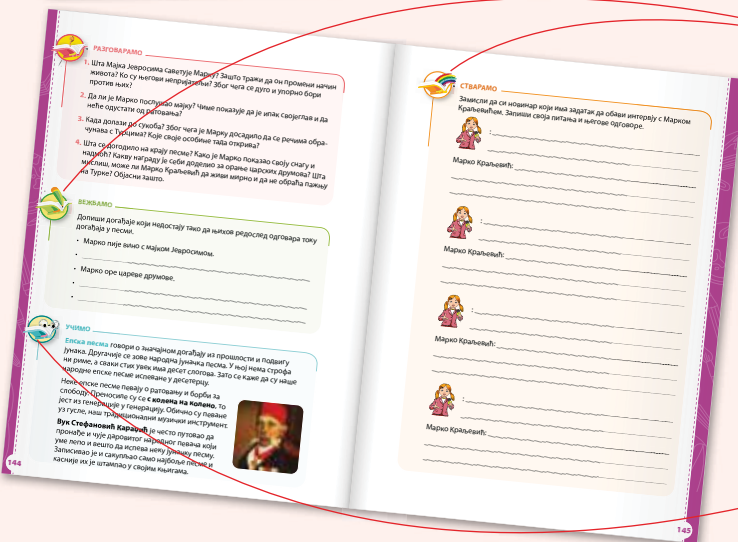 РАЗГОВАРАМО
1. Шта Мајка Јевросима саветује Марку? Зашто тражи да он промени начин
живота? Ко су његови непријатељи? Због чега се дуго и упорно бори
против њих?
2. Да ли је Марко послушао мајку? Чиме показује да је ипак својеглав и да
неће одустати од ратовања?
3. Када долази до сукоба? Због чега је Марку досадило да се речима обра-
чунава с Турцима? Које своје особине тада открива?
4. Шта се догодило на крају песме? Како је Марко показао своју снагу и
надмоћ? Какву награду је себи доделио за орање царских друмова? Шта
мислиш, може ли Марко Краљевић да живи мирно и да не обраћа пажњу
на Турке? Објасни зашто.
ВЕЖБАМО
Допиши догађаје који недостају тако да њихов редослед одговара току
догађаја у песми.
• Марко пије вино с мајком Јевросимом.
•
• Марко оре цареве друмове.
•
•
УЧИМО
Епска песма говори о значајном догађају из прошлости и подвигу
јунака. Другачије се зове народна јуначка песма. У њој нема строфа
ни риме, а сваки стих увек има десет слогова. Зато се каже да су наше
народне епске песме испеване у десетерцу.
Неке епске песме певају о ратовању и борби за
слободу. Преносиле су се с колена на колено, то
јест из генерације у генерацију. Обично су певане
уз гусле, наш традиционални музички инструмент.
Вук Стефановић Караџић је често путовао да
пронађе и чује даровитог народног певача који
уме лепо и вешто да испева неку јуначку песму.
Записивао је и сакупљао само најбоље песме и
касније их је штампао у својим књигама.
144
СТВАРАМО
Замисли да си новинар који има задатак да обави интервју с Марком
Краљевићем. Запиши своја питања и његове одговоре.
:
Марко Краљевић:
:
Марко Краљевић:
:
Марко Краљевић:
:
Марко Краљевић:
145